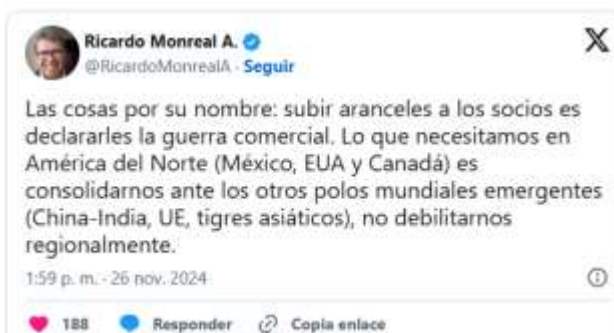 Ricardo Monreal A.
@RicardoMonrealA · Seguir
Las cosas por su nombre: subir aranceles a los socios es
declararles la guerra comercial. Lo que necesitamos en
América del Norte (México, EUA y Canadá) es
consolidarnos ante los otros polos mundiales emergentes
(China-India, UE, tigres asiáticos), no debilitarnos
regionalmente.
1:59 p. m. · 26 nov. 2024
188 Responder Copia enlace